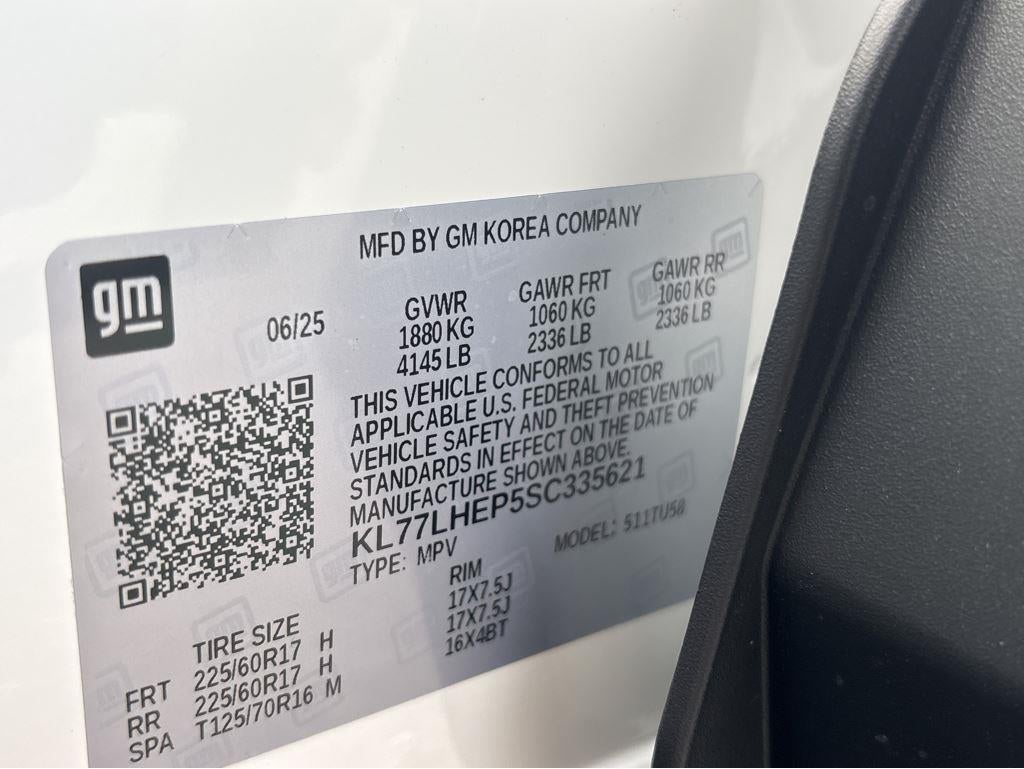 MFD BY GM KOREA COMPANY
gm
06/25
GVWR GAWR FRT GAWR RR
1880 KG 1060 KG 1060 KG
4145 LB 2336 LB 2336 LB
THIS VEHICLE CONFORMS TO ALL
APPLICABLE U.S. FEDERAL MOTOR
VEHICLE SAFETY AND THEFT PREVENTION
STANDARDS IN EFFECT ON THE DATE OF
MANUFACTURE SHOWN ABOVE.
KL77LHEP5SC335621
TYPE: MPV MODEL: 511TU58
TIRE SIZE RIM
FRT 225/60R17 H 17X7.5J
RR 225/60R17 H 17X7.5J
SPA T125/70R16 M 16X4BT